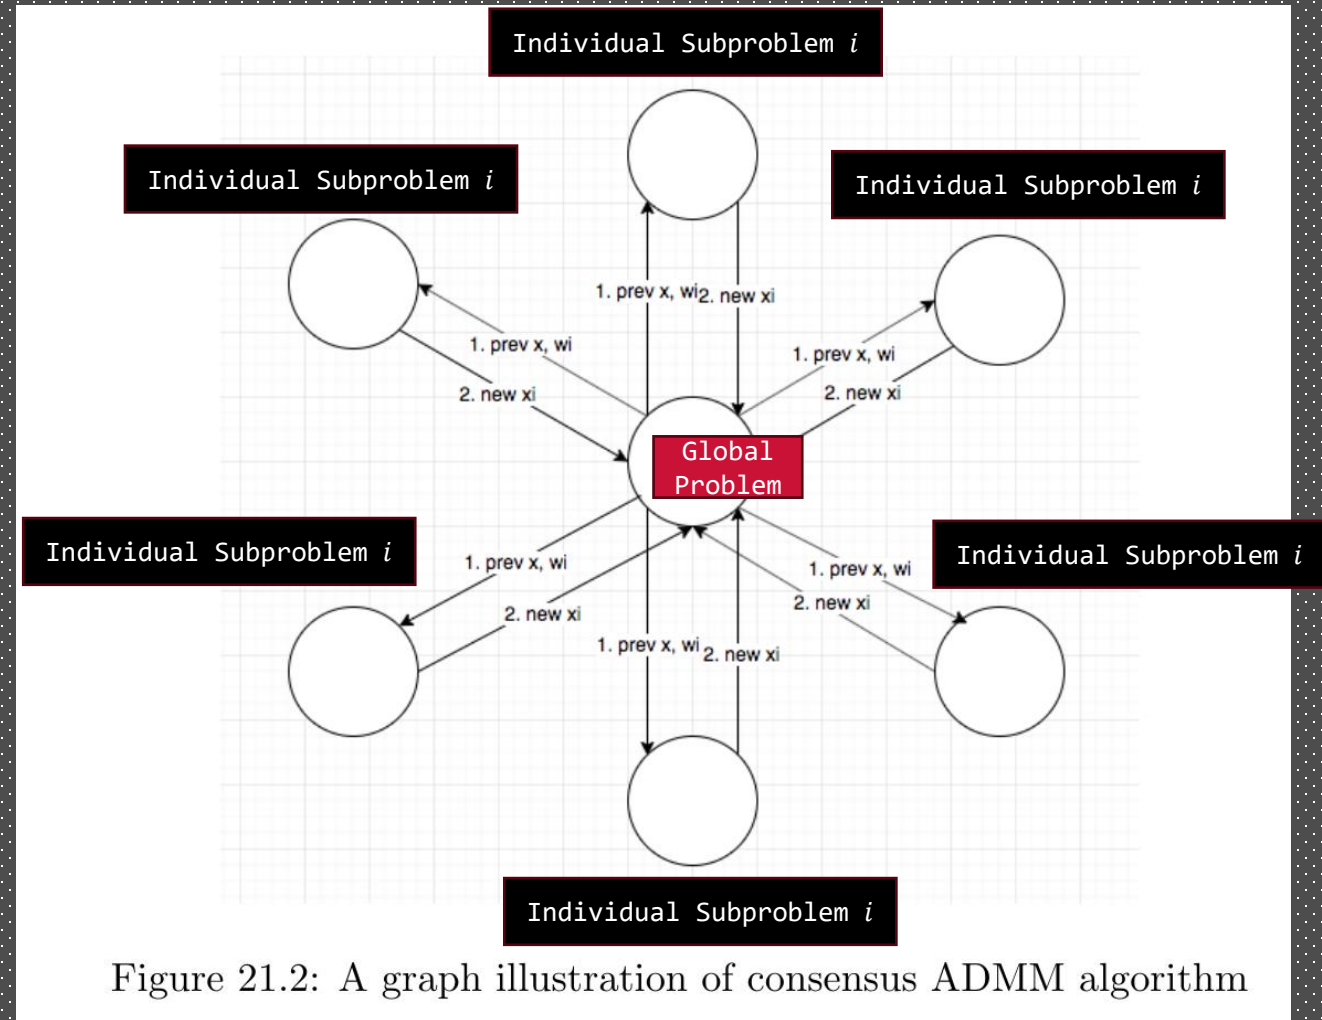 Individual Subproblem i
Individual Subproblem i
Individual Subproblem i
1. prev x, wi
2. new xi
1. prev x, wi
2. new xi
1. prev x, wi
2. new xi
Global
Problem
Individual Subproblem i
Individual Subproblem i
1. prev x, wi
2. new xi
1. prev x, wi
2. new xi
1. prev x, wi
2. new xi
Individual Subproblem i
Figure 21.2: A graph illustration of consensus ADMM algorithm